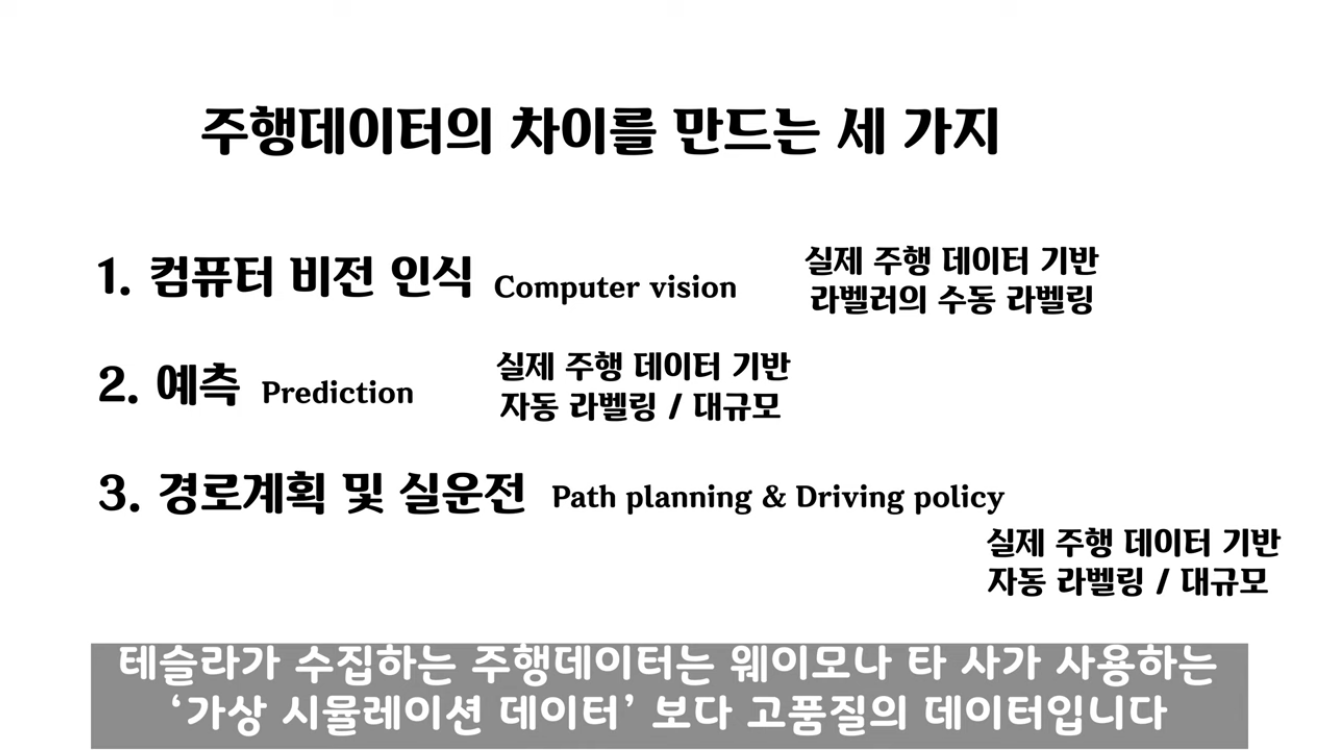 주행데이터의 차이를 만드는 세 가지
1. 컴퓨터 비전 인식 Computer vision
실제 주행 데이터 기반
라벨러의 수동 라벨링
2. 예측 Prediction
실제 주행 데이터 기반
자동 라벨링 / 대규모
3. 경로계획 및 실운전 Path planning & Driving policy
실제 주행 데이터 기반
자동 라벨링 / 대규모
테슬라가 수집하는 주행데이터는 웨이모나 타 사가 사용하는
‘가상 시뮬레이션 데이터’ 보다 고품질의 데이터입니다